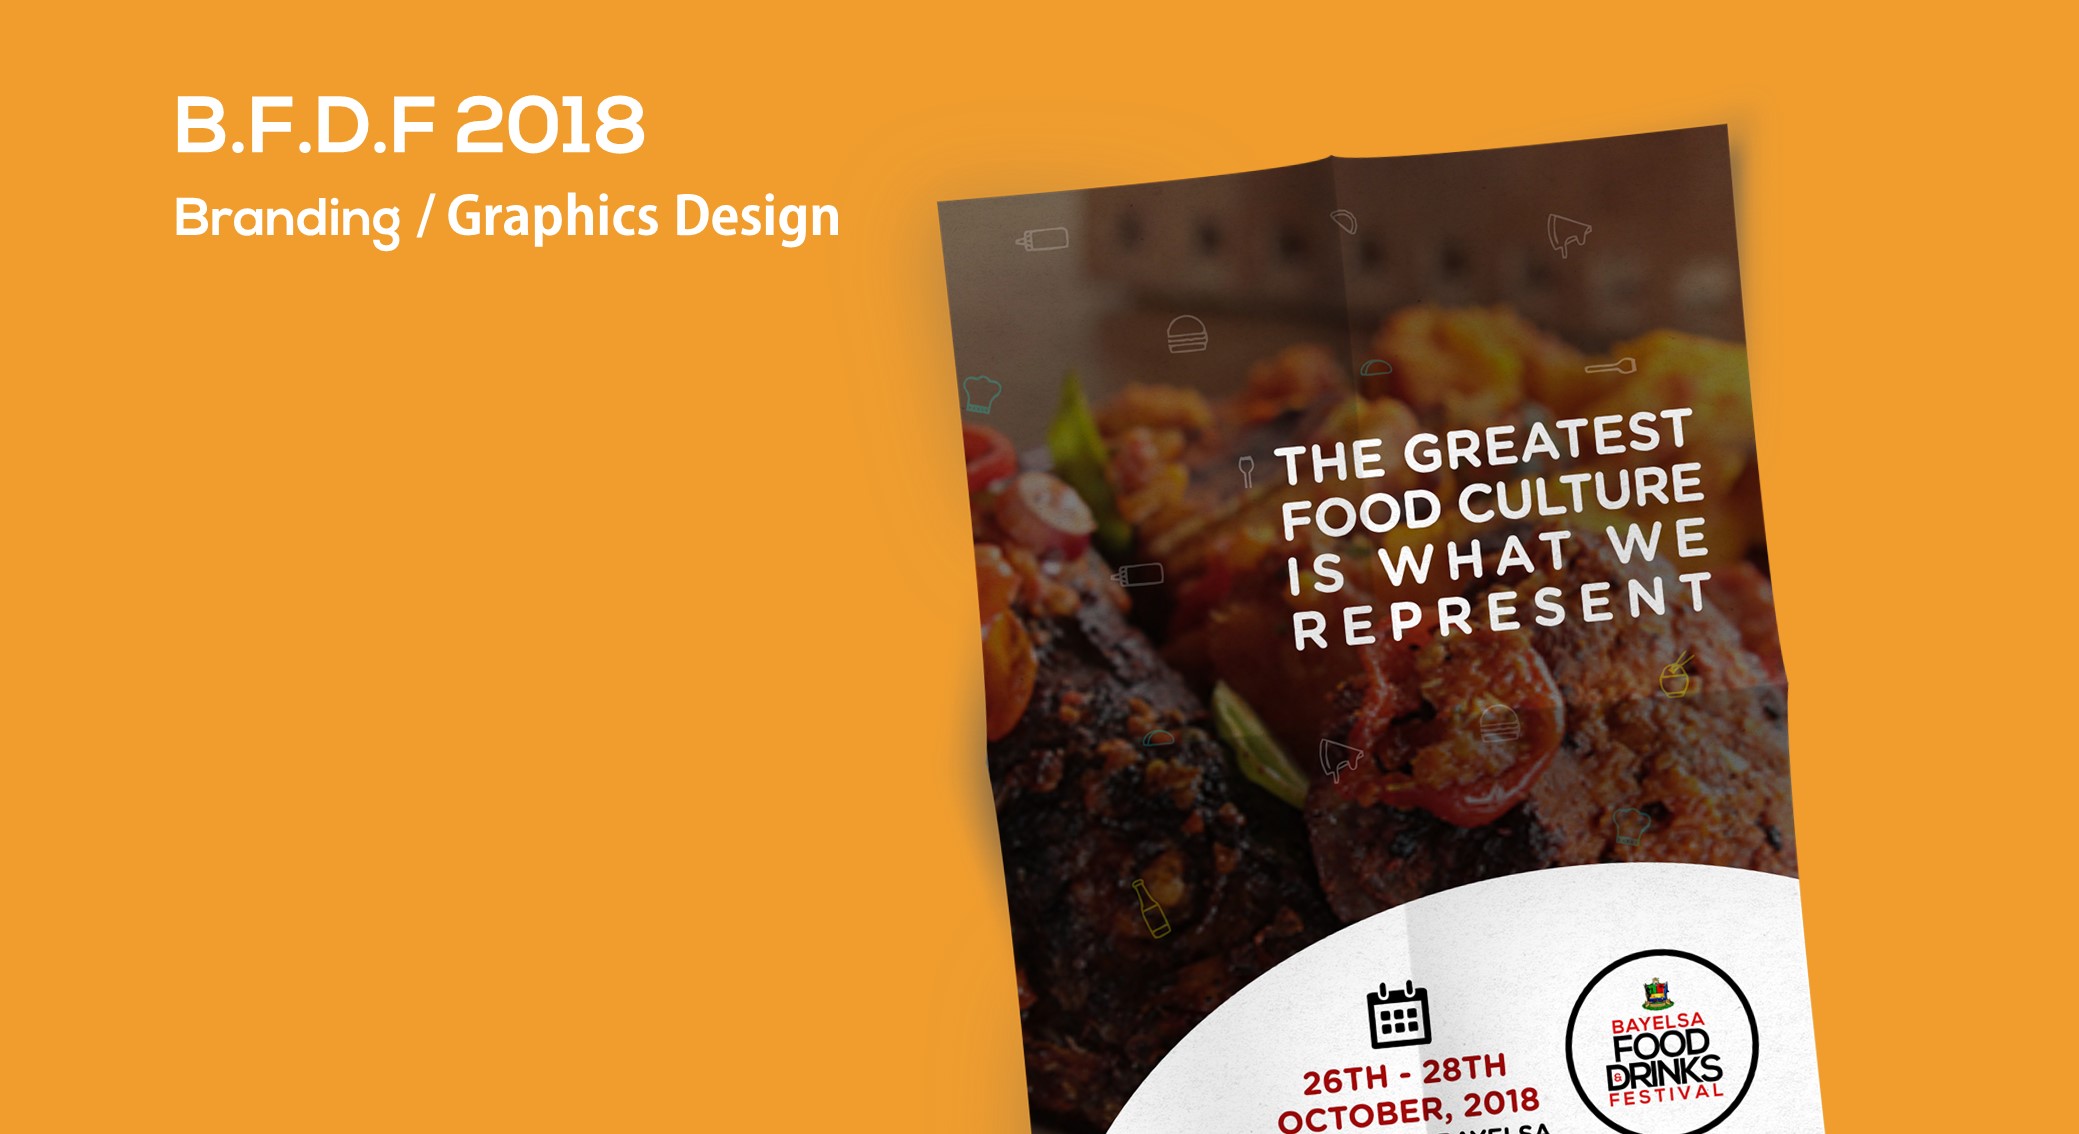 B.F.D.F 2018
Branding / Graphics Design
THE GREATEST
FOOD CULTURE
IS WHAT WE
REPRESENT
26TH - 28TH
OCTOBER, 2018
BAYELSA
BAYELSA
FOOD
& DRINKS
FESTIVAL